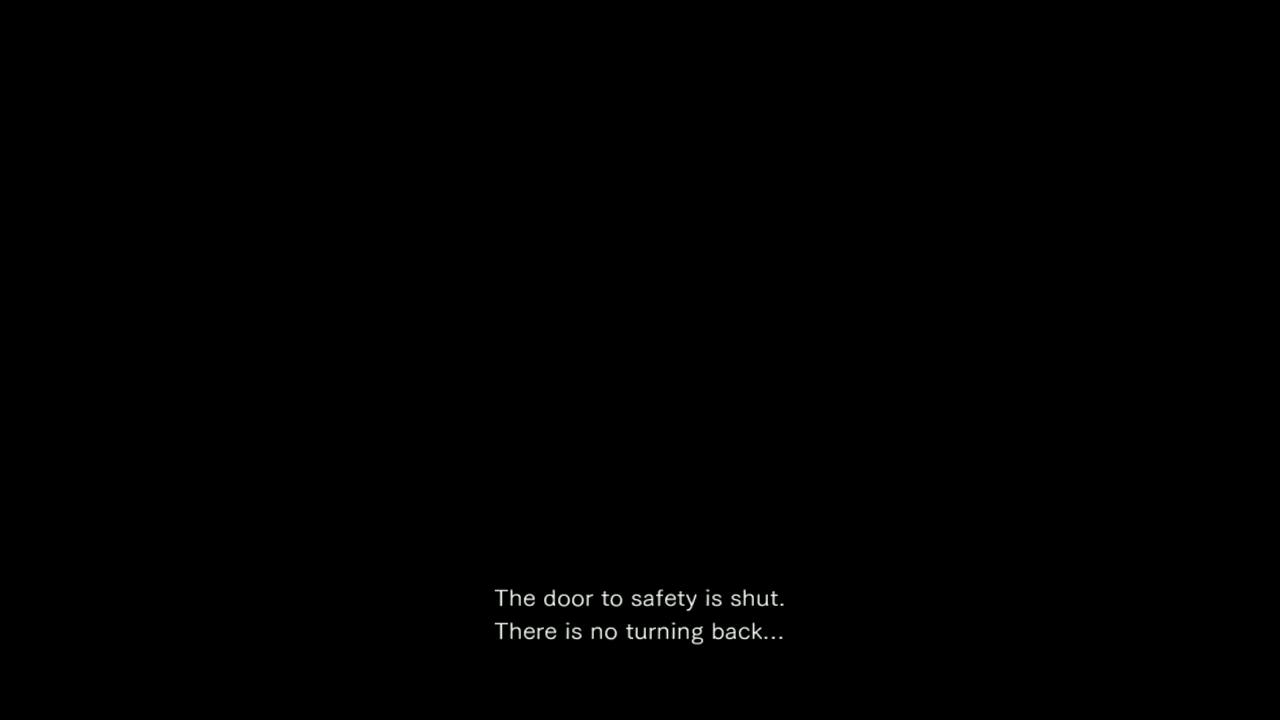 The door to safety is shut.
There is no turning back...